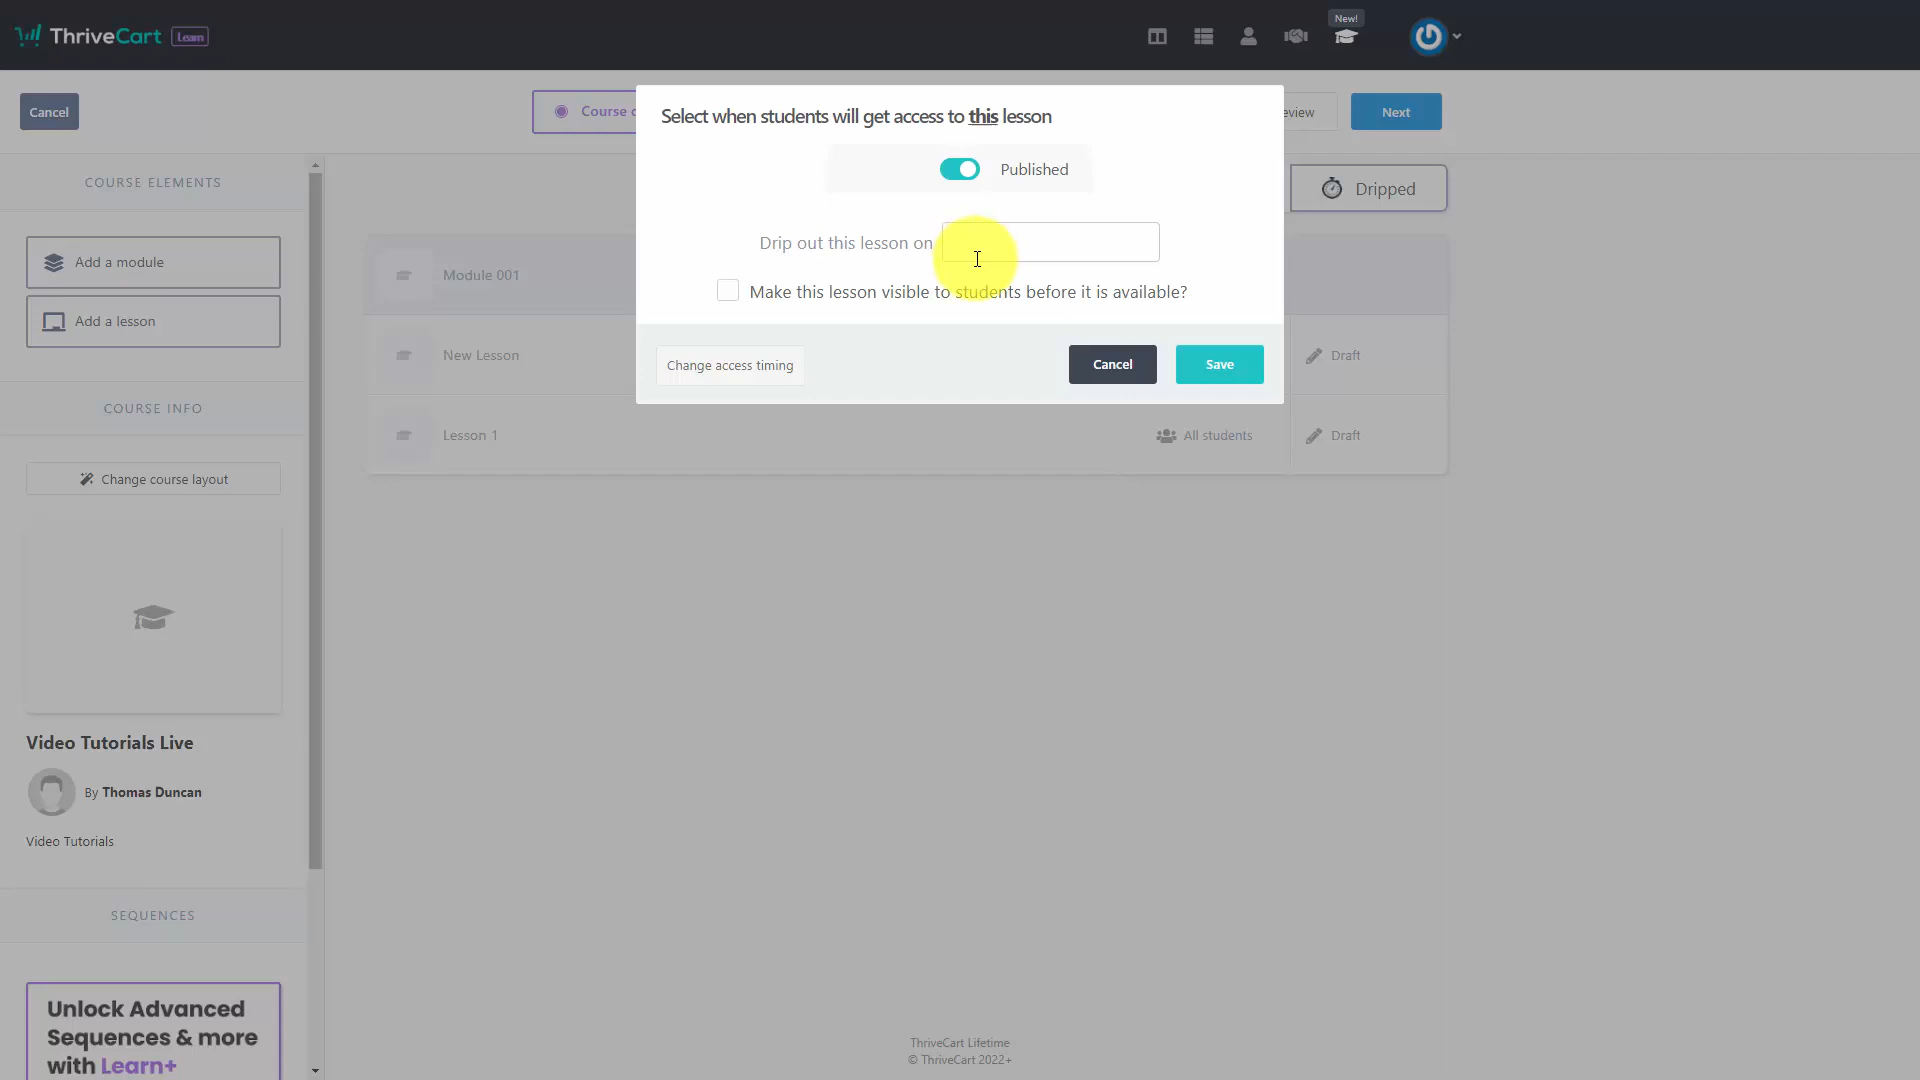 ThriveCart Learn
New!
Cancel
Course
eview
Next
Select when students will get access to this lesson
Published
Dripped
Drip out this lesson on
Make this lesson visible to students before it is available?
Change access timing
Cancel
Save
COURSE ELEMENTS
Add a module
Add a lesson
COURSE INFO
Change course layout
Video Tutorials Live
By Thomas Duncan
Video Tutorials
SEQUENCES
Unlock Advanced
Sequences & more
with Learn+
Module 001
New Lesson
Draft
Lesson 1
All students
Draft
ThriveCart Lifetime
© ThriveCart 2022+